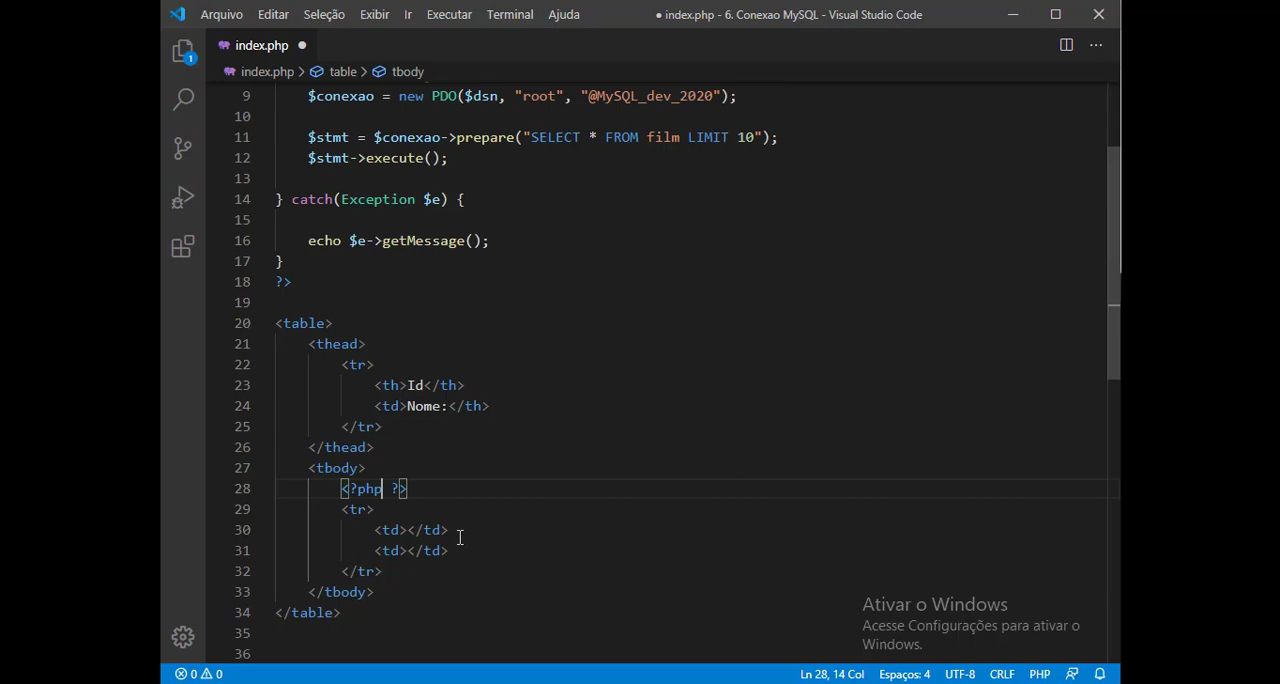 Arquivo Editar Seleção Exibir Ir Executar Terminal Ajuda ● index.php - 6. Conexao MySQL - Visual Studio Code
index.php ●
index.php > table > tbody
1
9 $conexao = new PDO($dsn, "root", "@MySQL_dev_2020");
10
11 $stmt = $conexao->prepare("SELECT * FROM film LIMIT 10");
12 $stmt->execute();
13
14 } catch(Exception $e) {
15
16 echo $e->getMessage();
17 }
18 ?>
19
20 <table>
21 <thead>
22 <tr>
23 <th>Id</th>
24 <td>Nome:</th>
25 </tr>
26 </thead>
27 <tbody>
28 <?php ?>
29 <tr>
30 <td></td>
31 <td></td>
32 </tr>
33 </tbody>
34 </table>
35
36
Ativar o Windows
Acesse Configurações para ativar o
Windows.
0 0 Ln 28, 14 Col Espaços: 4 UTF-8 CRLF PHP